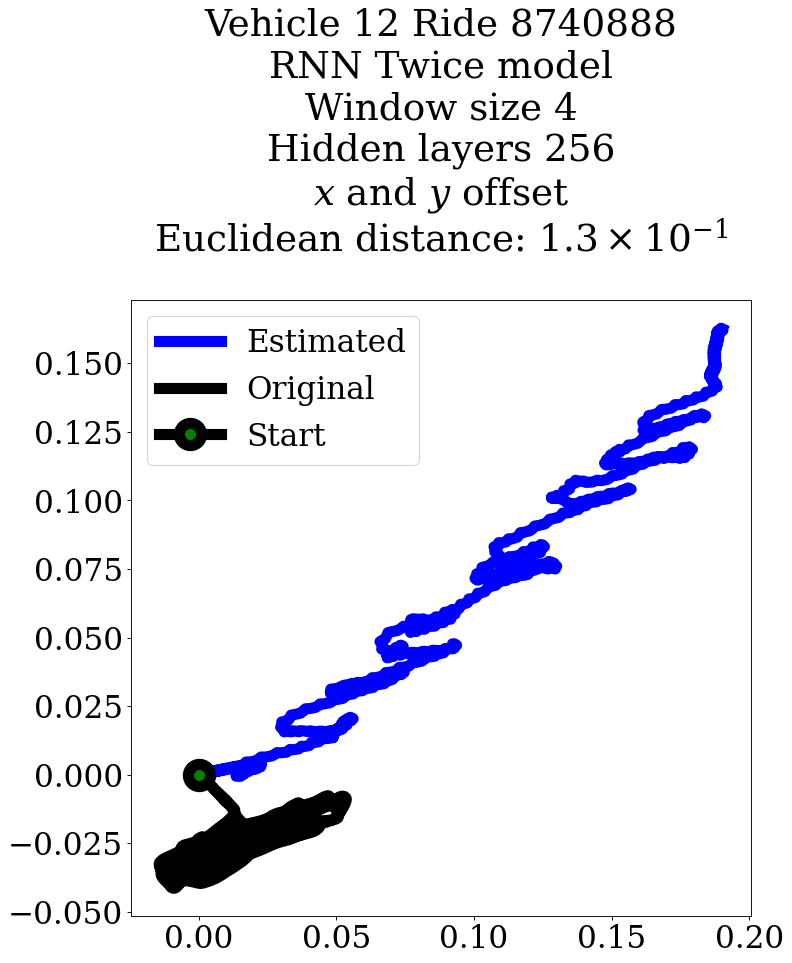 Vehicle 12 Ride 8740888
RNN Twice model
Window size 4
Hidden layers 256
x and y offset
Euclidean distance: 1.3 × 10⁻¹
Estimated
Original
Start
0.150
0.125
0.100
0.075
0.050
0.025
0.000
−0.025
−0.050
0.00 0.05 0.10 0.15 0.20